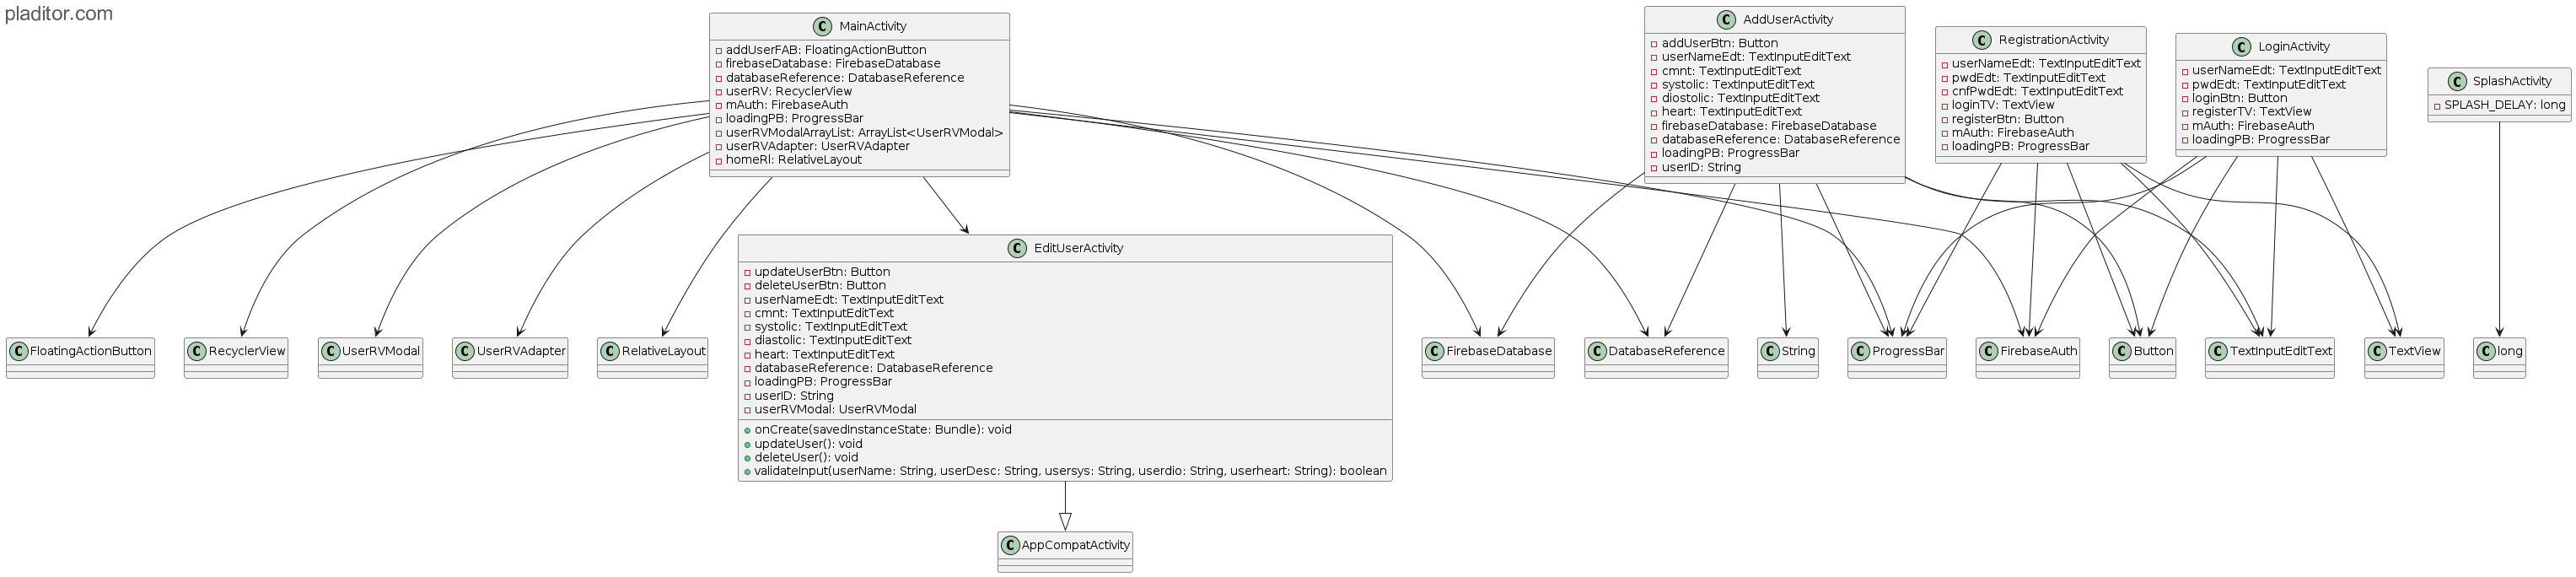 pladitor.com
C MainActivity
addUserFAB: FloatingActionButton
firebaseDatabase: FirebaseDatabase
databaseReference: DatabaseReference
userRV: RecyclerView
mAuth: FirebaseAuth
loadingPB: ProgressBar
userRVModalArrayList: ArrayList<UserRVModal>
userRVAdapter: UserRVAdapter
homeRl: RelativeLayout
C AddUserActivity
addUserBtn: Button
userNameEdt: TextInputEditText
cmnt: TextInputEditText
systolic: TextInputEditText
diostolic: TextInputEditText
heart: TextInputEditText
firebaseDatabase: FirebaseDatabase
databaseReference: DatabaseReference
loadingPB: ProgressBar
userID: String
C RegistrationActivity
userNameEdt: TextInputEditText
pwdEdt: TextInputEditText
cnfPwdEdt: TextInputEditText
loginTV: TextView
registerBtn: Button
mAuth: FirebaseAuth
loadingPB: ProgressBar
C LoginActivity
userNameEdt: TextInputEditText
pwdEdt: TextInputEditText
loginBtn: Button
registerTV: TextView
mAuth: FirebaseAuth
loadingPB: ProgressBar
C SplashActivity
SPLASH_DELAY: long
C EditUserActivity
updateUserBtn: Button
deleteUserBtn: Button
userNameEdt: TextInputEditText
cmnt: TextInputEditText
systolic: TextInputEditText
diastolic: TextInputEditText
heart: TextInputEditText
databaseReference: DatabaseReference
loadingPB: ProgressBar
userID: String
userRVModal: UserRVModal
onCreate(savedInstanceState: Bundle): void
updateUser(): void
deleteUser(): void
validateInput(userName: String, userDesc: String, usersys: String, userdio: String, userheart: String): boolean
C FloatingActionButton
C RecyclerView
C UserRVModal
C UserRVAdapter
C RelativeLayout
C FirebaseDatabase
C DatabaseReference
C String
C ProgressBar
C FirebaseAuth
C Button
C TextInputEditText
C TextView
C long
C AppCompatActivity